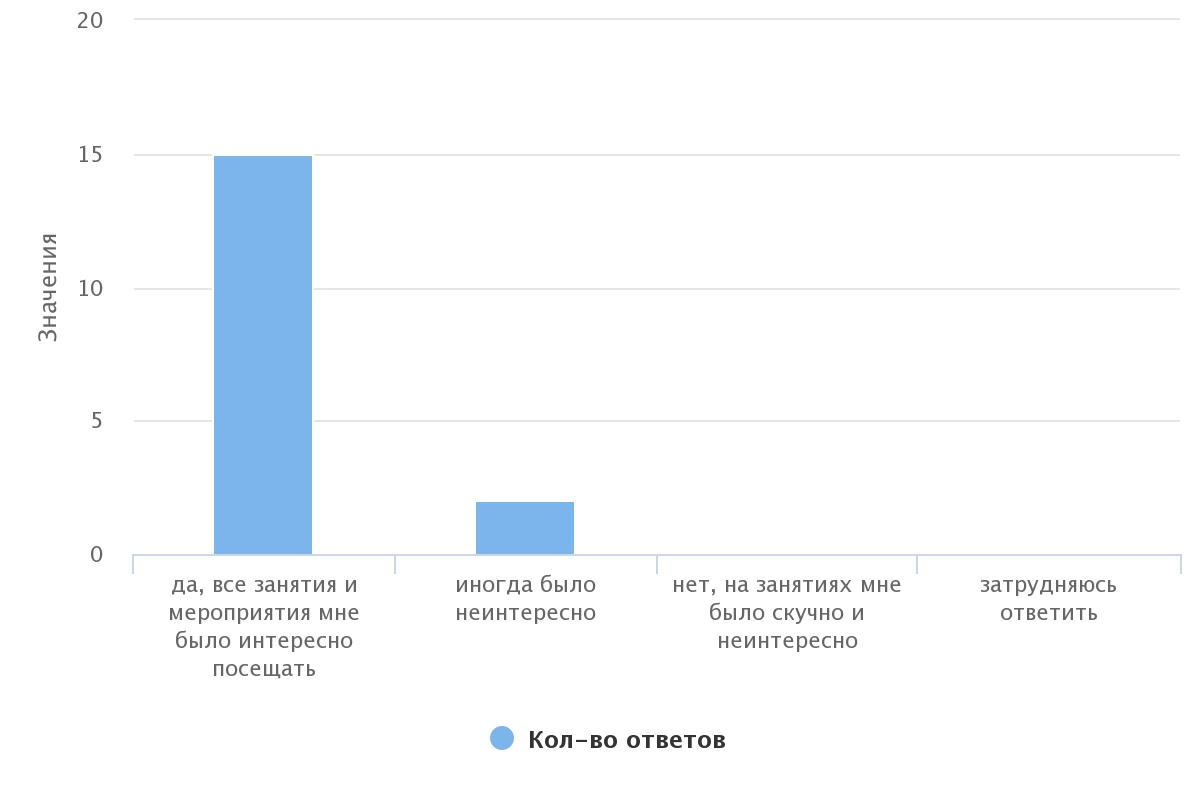 20
15
10
5
0
Значения
да, все занятия и
мероприятия мне
было интересно
посещать
иногда было
неинтересно
нет, на занятиях мне
было скучно и
неинтересно
затрудняюсь
ответить
Кол-во ответов